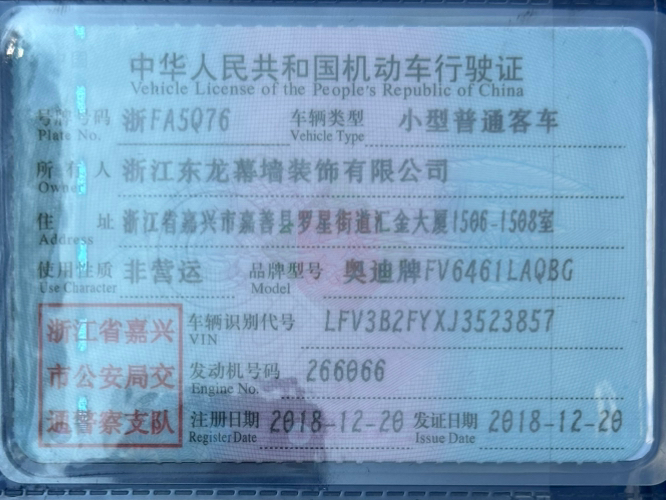 中华人民共和国机动车行驶证
Vehicle License of the People's Republic of China
号牌号码 浙FA5Q76 车辆类型 小型普通客车
Plate No. Vehicle Type
所有人 浙江东龙幕墙装饰有限公司
Owner
住址 浙江省嘉兴市嘉善县罗星街道汇金大厦1506-1508室
Address
使用性质 非营运 品牌型号 奥迪牌FV6461LAQBG
Use Character Model
浙江省嘉兴 车辆识别代号 LFV3B2FYXJ3523857
VIN
市公安局交 发动机号码 266066
Engine No.
通警察支队 注册日期 2018-12-20 发证日期 2018-12-20
Register Date Issue Date